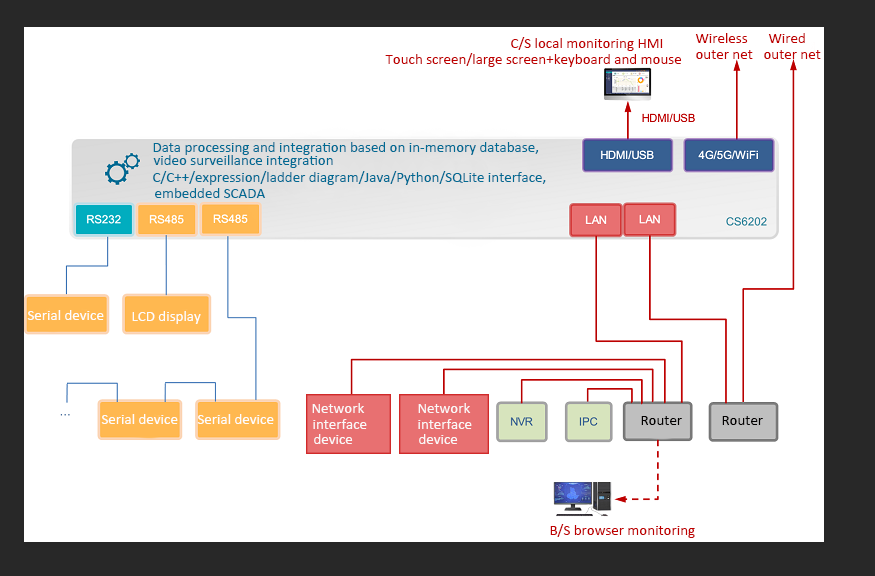 C/S local monitoring HMI
Touch screen/large screen+keyboard and mouse
Wireless
outer net
Wired
outer net
HDMI/USB
Data processing and integration based on in-memory database,
video surveillance integration
C/C++/expression/ladder diagram/Java/Python/SQLite interface,
embedded SCADA
HDMI/USB
4G/5G/WiFi
RS232
RS485
RS485
LAN
LAN
CS6202
Serial device
LCD display
...
Serial device
Serial device
Network
interface
device
Network
interface
device
NVR
IPC
Router
Router
B/S browser monitoring